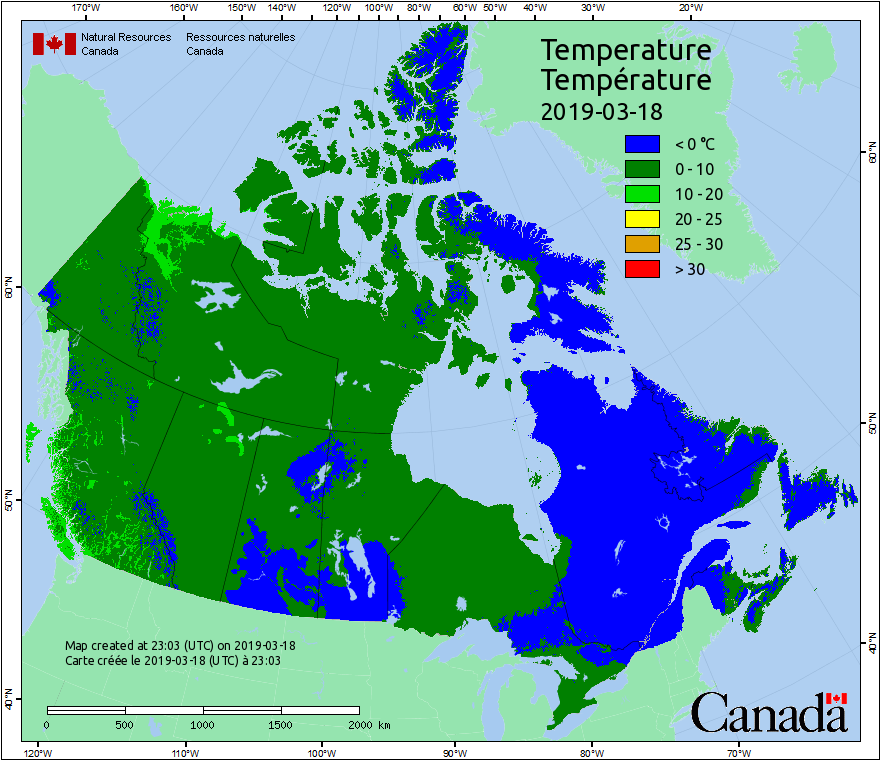 170°W 160°W 150°W 140°W 130°W 120°W 110°W 100°W 80°W 60°W 50°W 40°W 30°W 20°W
Natural Resources Ressources naturelles
Canada Canada
Temperature
Température
2019-03-18
< 0 °C
0 - 10
10 - 20
20 - 25
25 - 30
> 30
60°N
50°N
40°N
60°N
50°N
40°N
Map created at 23:03 (UTC) on 2019-03-18
Carte créée le 2019-03-18 (UTC) à 23:03
0 500 1000 1500 2000 km
Canada
120°W 110°W 100°W 90°W 80°W 70°W